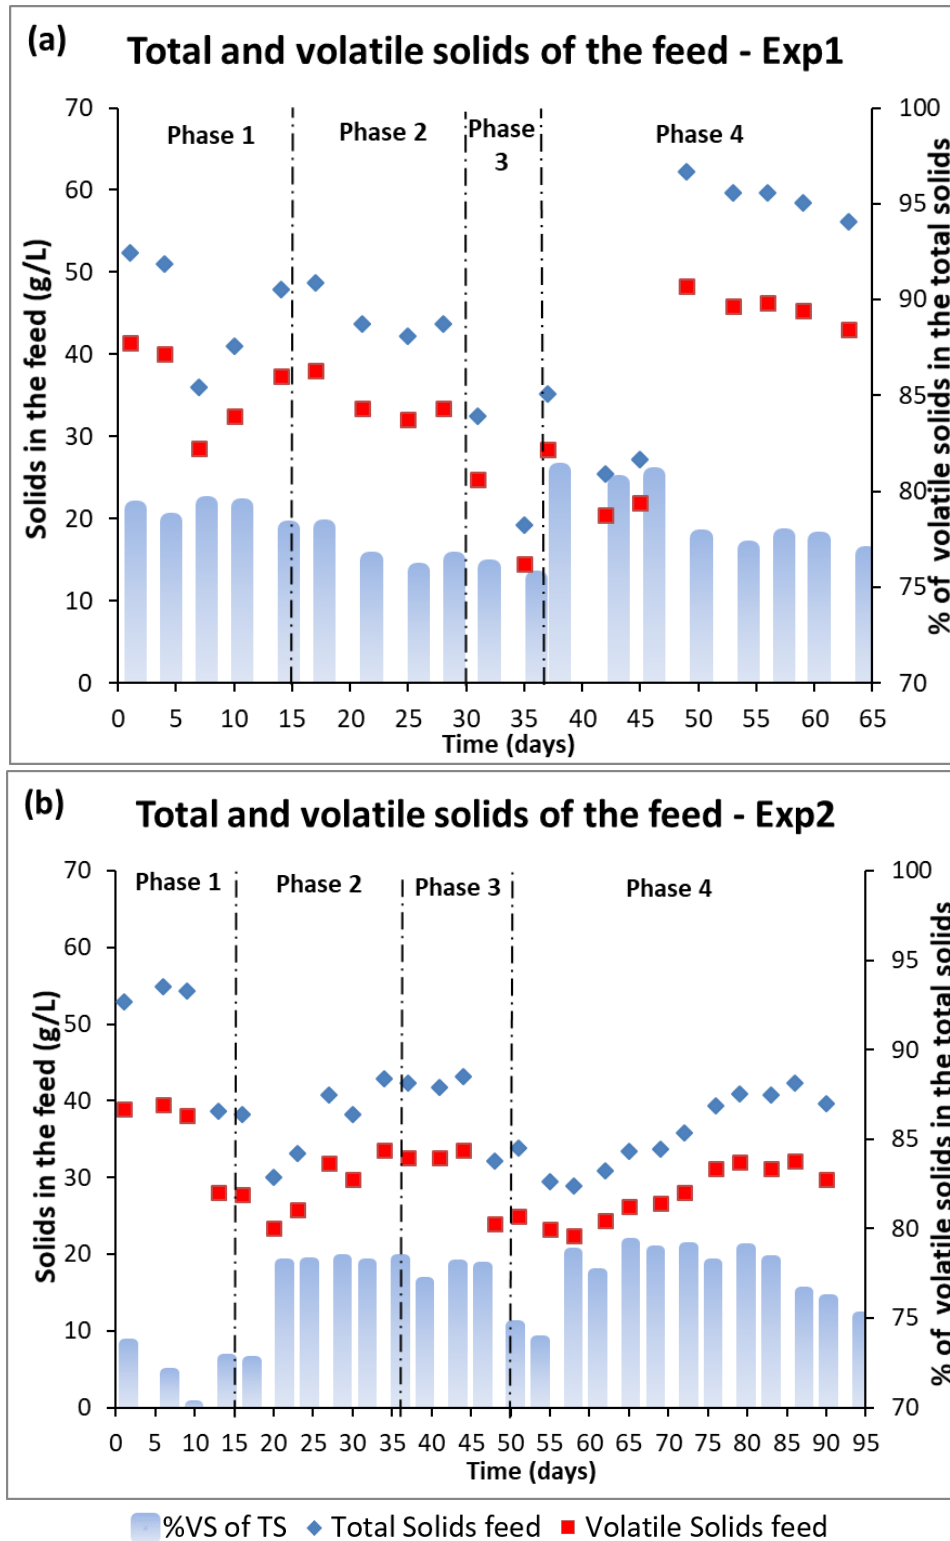 (a)
Total and volatile solids of the feed - Exp1
Phase 1
Phase 2
Phase
3
Phase 4
Solids in the feed (g/L)
70
60
50
40
30
20
10
0
100
95
90
85
80
75
70
% of volatile solids in the total solids
0 5 10 15 20 25 30 35 40 45 50 55 60 65
Time (days)
(b)
Total and volatile solids of the feed - Exp2
Phase 1
Phase 2
Phase 3
Phase 4
Solids in the feed (g/L)
70
60
50
40
30
20
10
0
100
95
90
85
80
75
70
% of volatile solids in the total solids
0 5 10 15 20 25 30 35 40 45 50 55 60 65 70 75 80 85 90 95
Time (days)
%VS of TS Total Solids feed Volatile Solids feed